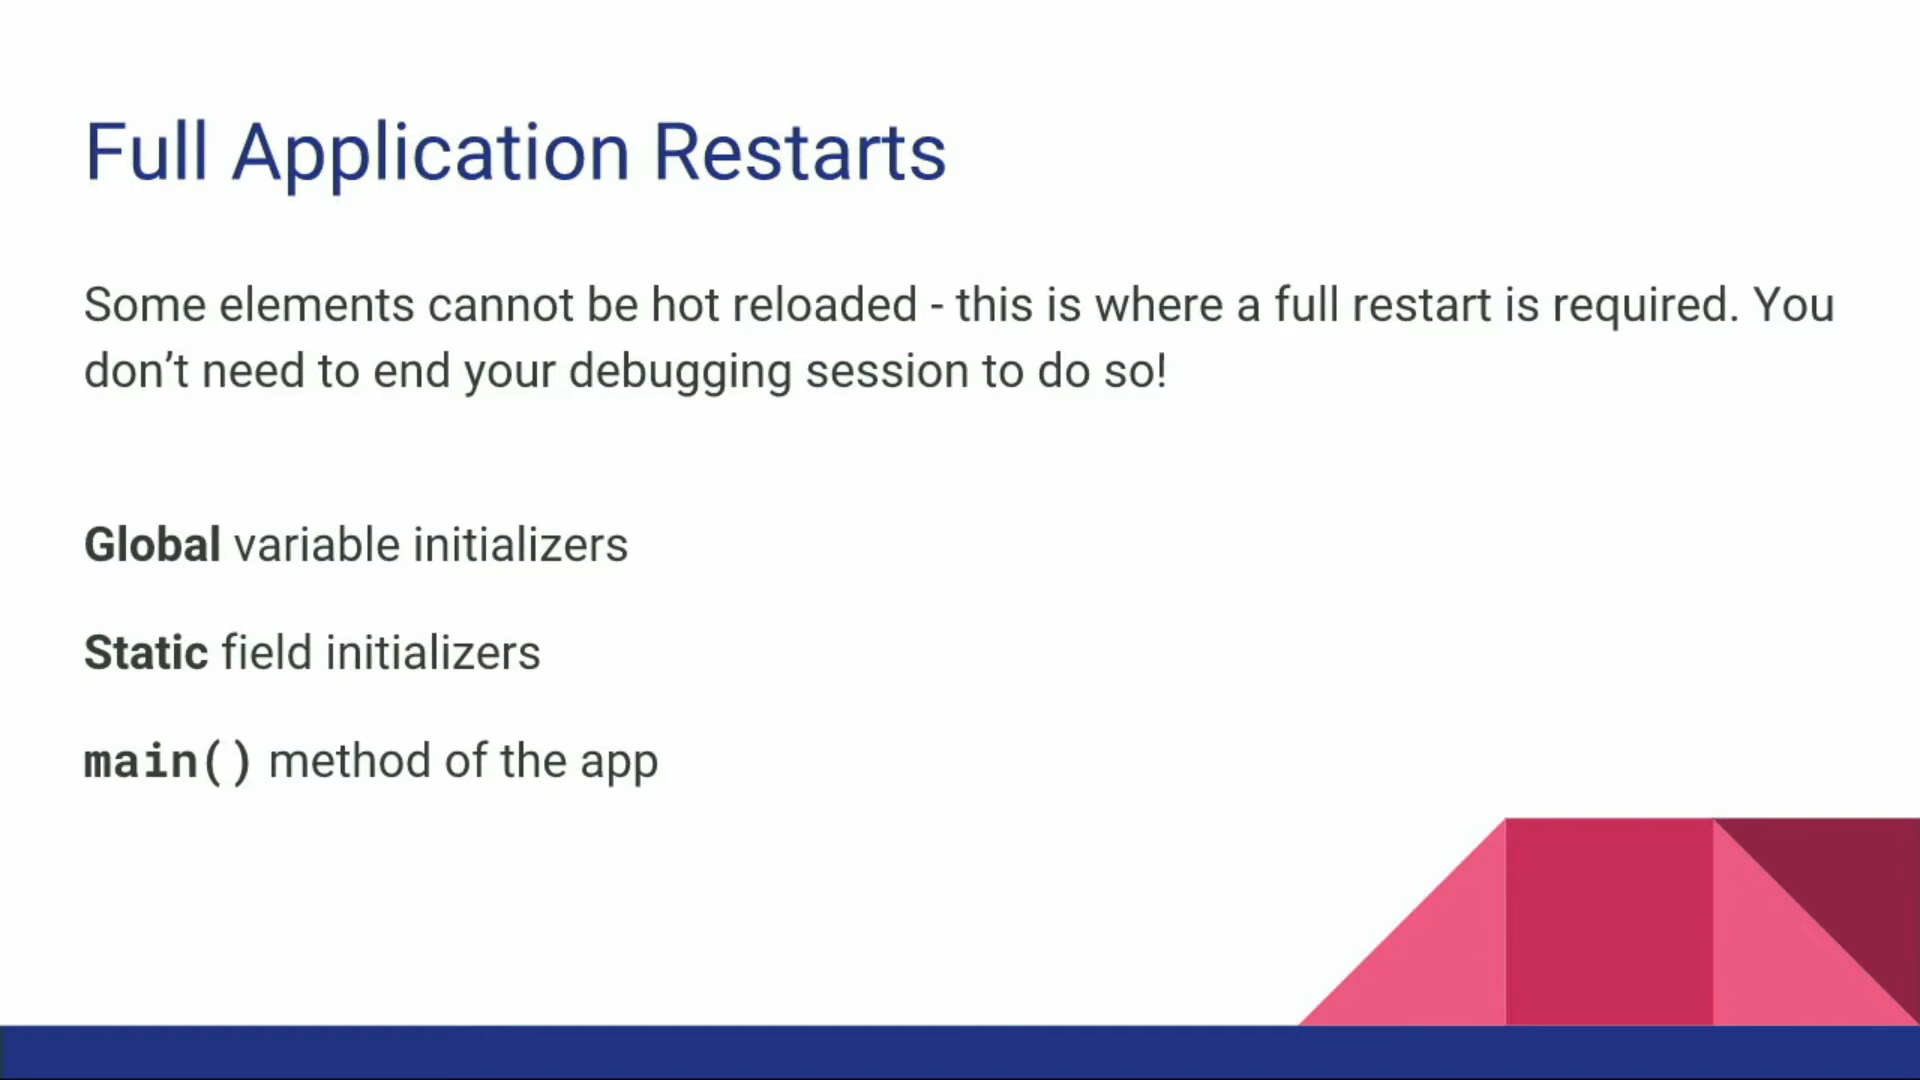 Full Application Restarts
Some elements cannot be hot reloaded - this is where a full restart is required. You
don’t need to end your debugging session to do so!
Global variable initializers
Static field initializers
main() method of the app